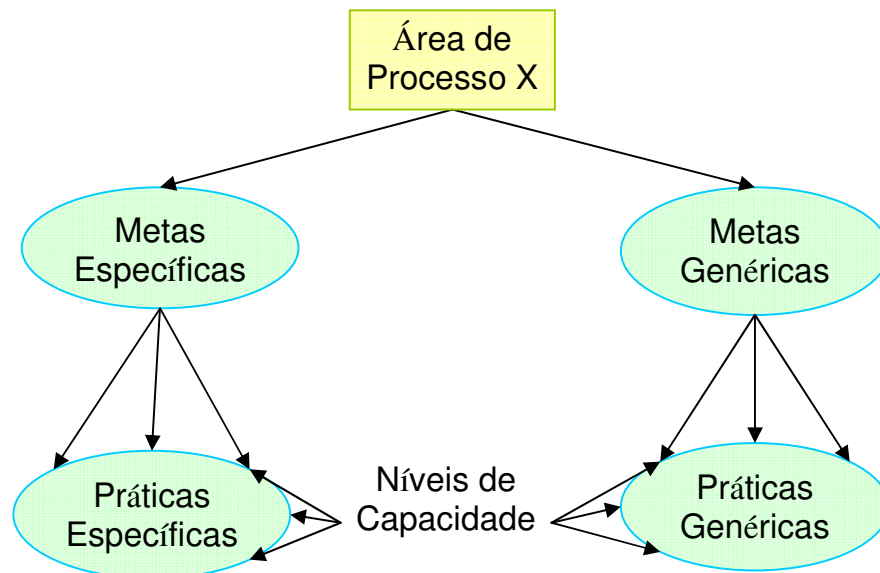 Área de
Processo X
Metas
Específicas
Metas
Genéricas
Níveis de
Capacidade
Práticas
Específicas
Práticas
Genéricas